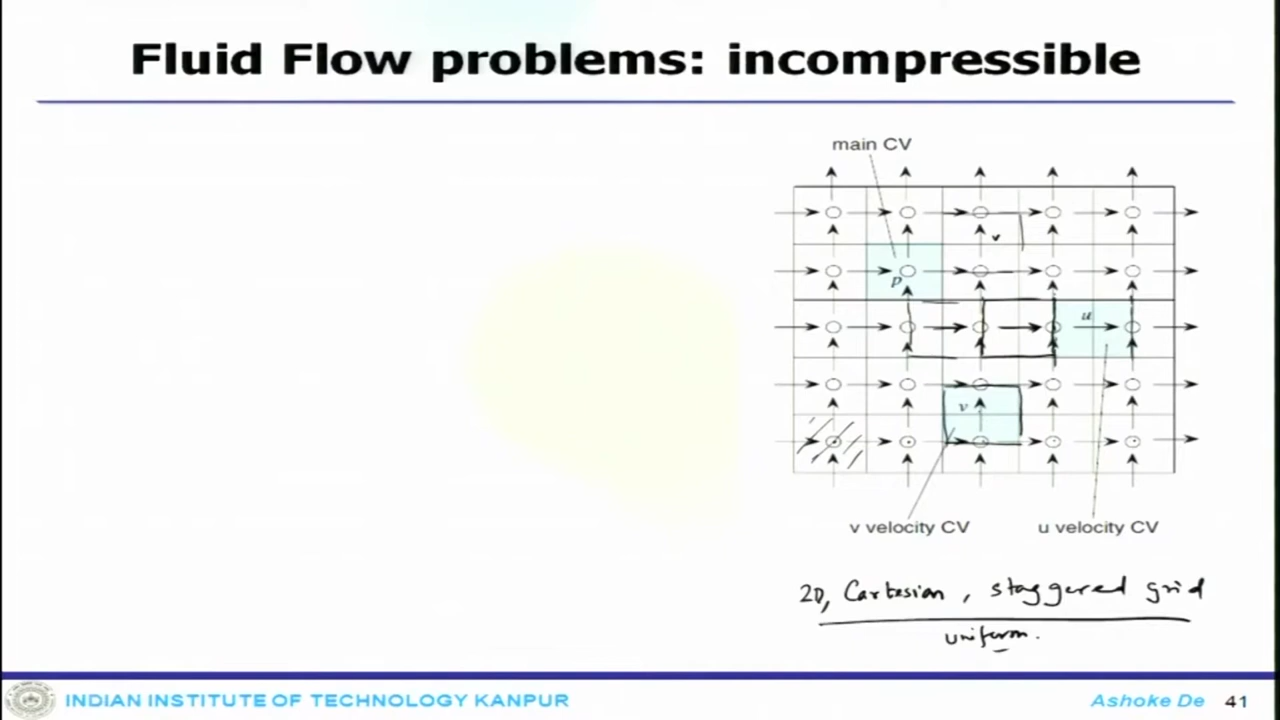 Fluid Flow problems: incompressible
main CV
v
p
u
v
v velocity CV
u velocity CV
2D, Cartesian, staggered grid
uniform.
INDIAN INSTITUTE OF TECHNOLOGY KANPUR
Ashoke De 41